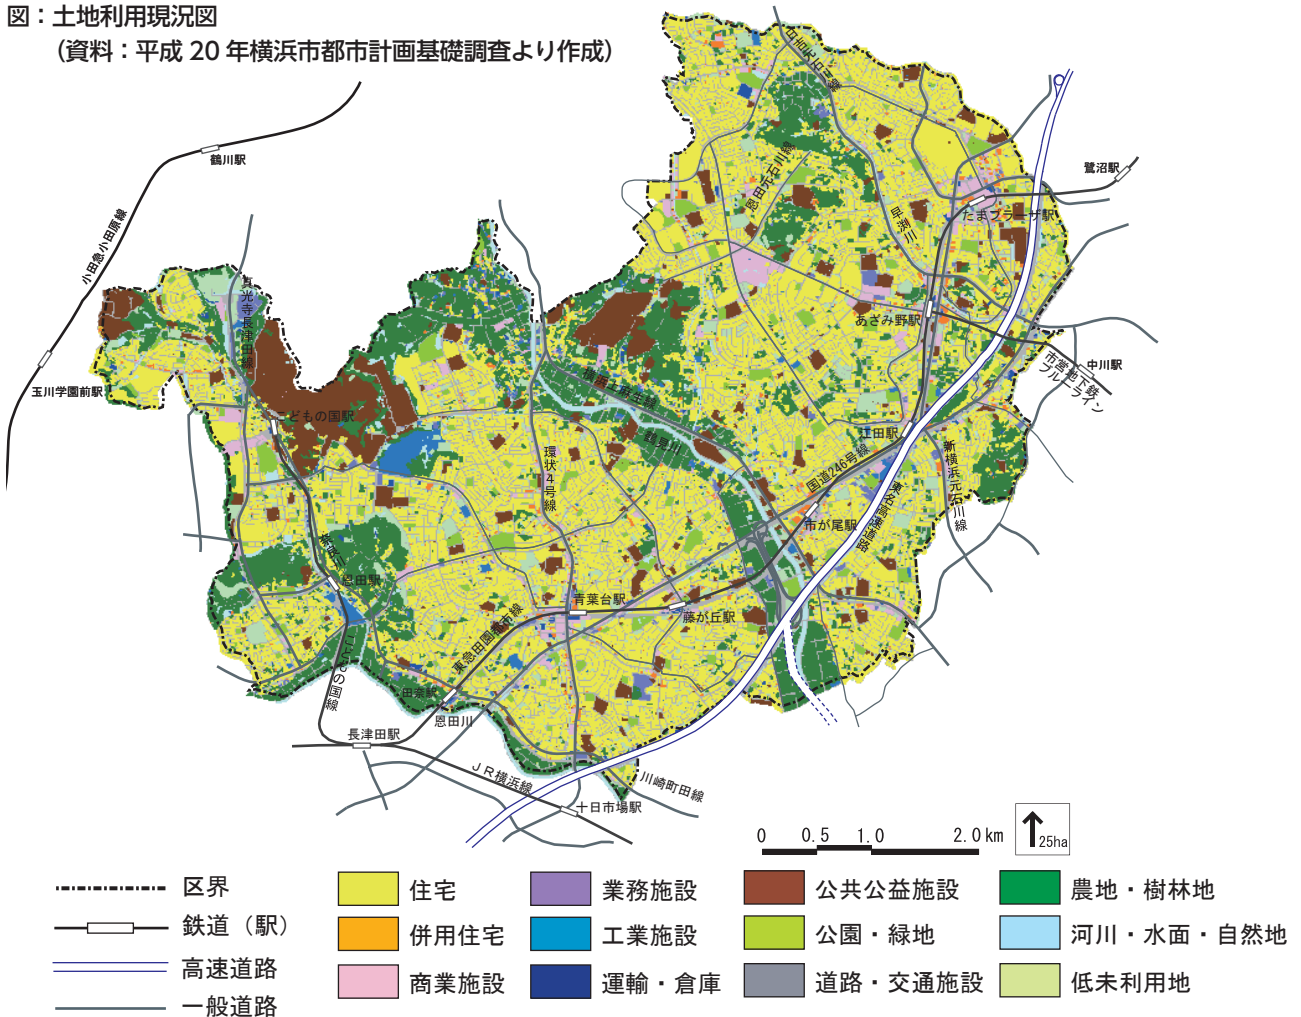 図：土地利用現況図
（資料：平成 20 年横浜市都市計画基礎調査より作成）
鶴川駅
小田急小田原線
玉川学園前駅
真光寺長津田線
こどもの国駅
奈良川
恩田駅
こどもの国線
長津田駅
恩田川
田奈駅
東急田園都市線
青葉台駅
藤が丘駅
環状4号線
横浜上麻生線
鶴見川
国道246号線
市が尾駅
東名高速道路
江田駅
新横浜元石川線
あざみ野駅
早渕川
たまプラーザ駅
鷺沼駅
恩田元石川線
日吉元石川線
中川駅
市営地下鉄
ブルーライン
ＪＲ横浜線
十日市場駅
川崎町田線
0 0.5 1.0 2.0 km
25ha
区界
鉄道（駅）
高速道路
一般道路
住宅
併用住宅
商業施設
業務施設
工業施設
運輸・倉庫
公共公益施設
公園・緑地
道路・交通施設
農地・樹林地
河川・水面・自然地
低未利用地